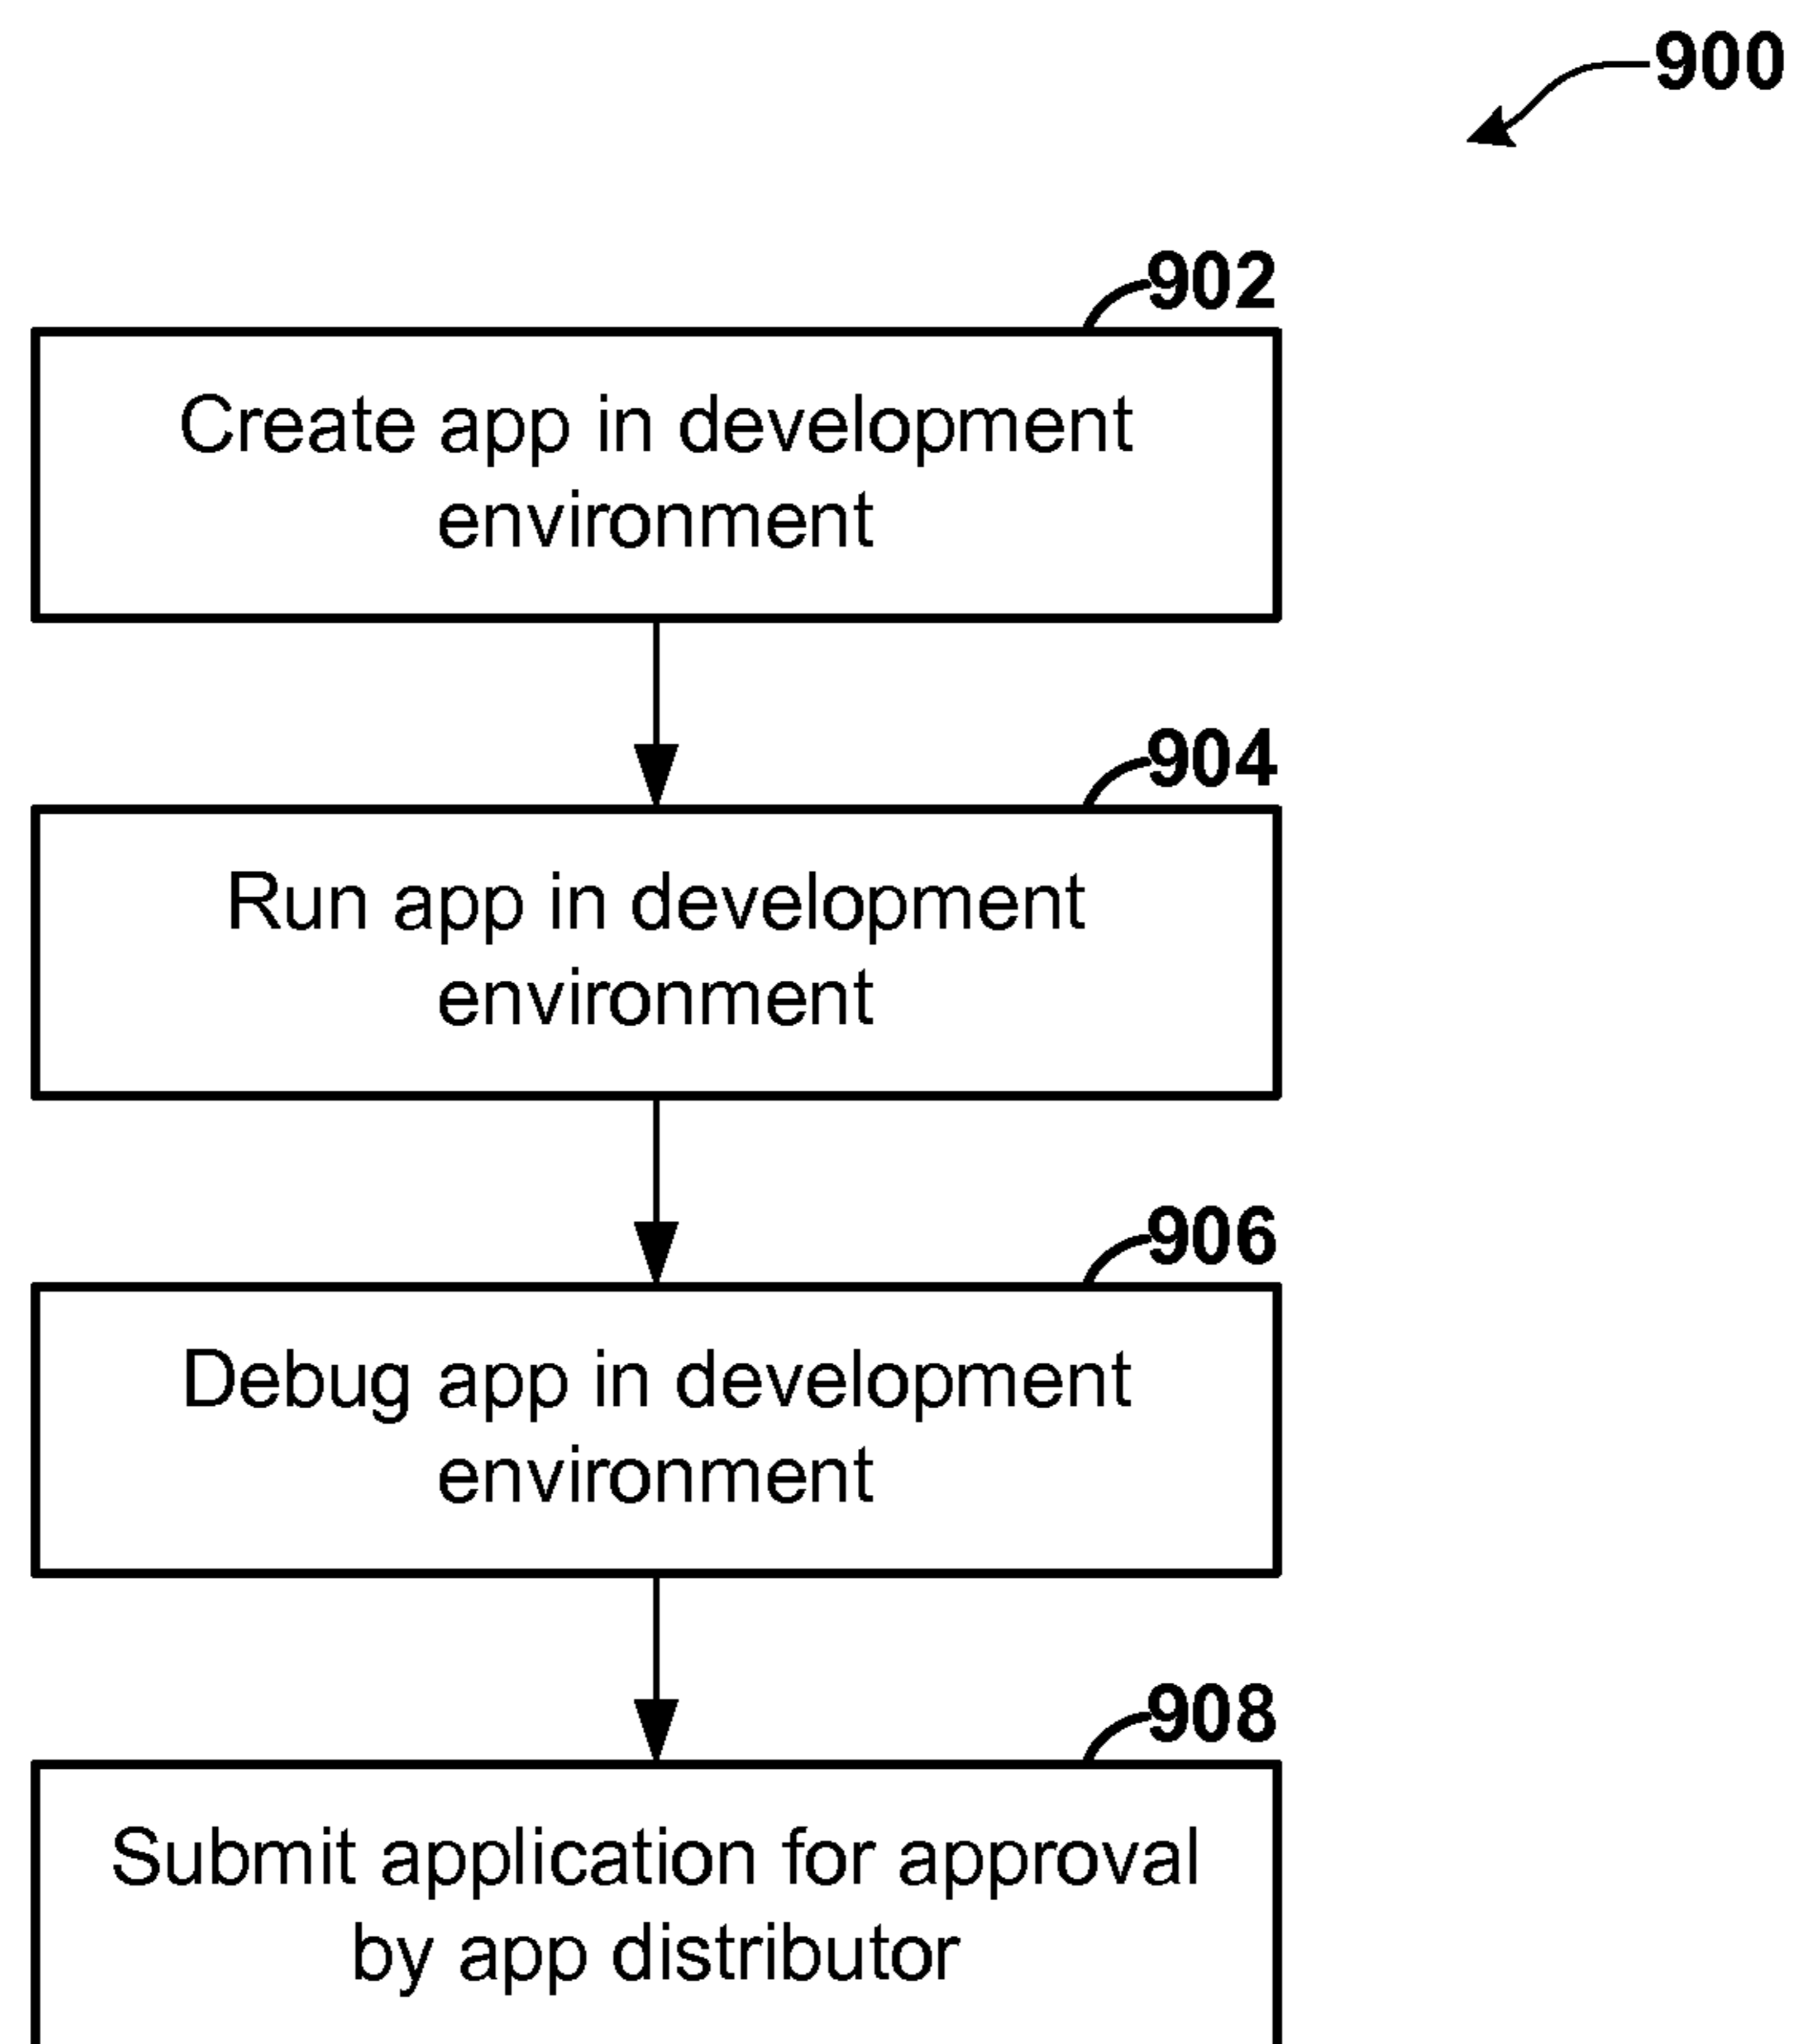 900
902
Create app in development
environment
904
Run app in development
environment
906
Debug app in development
environment
908
Submit application for approval
by app distributor